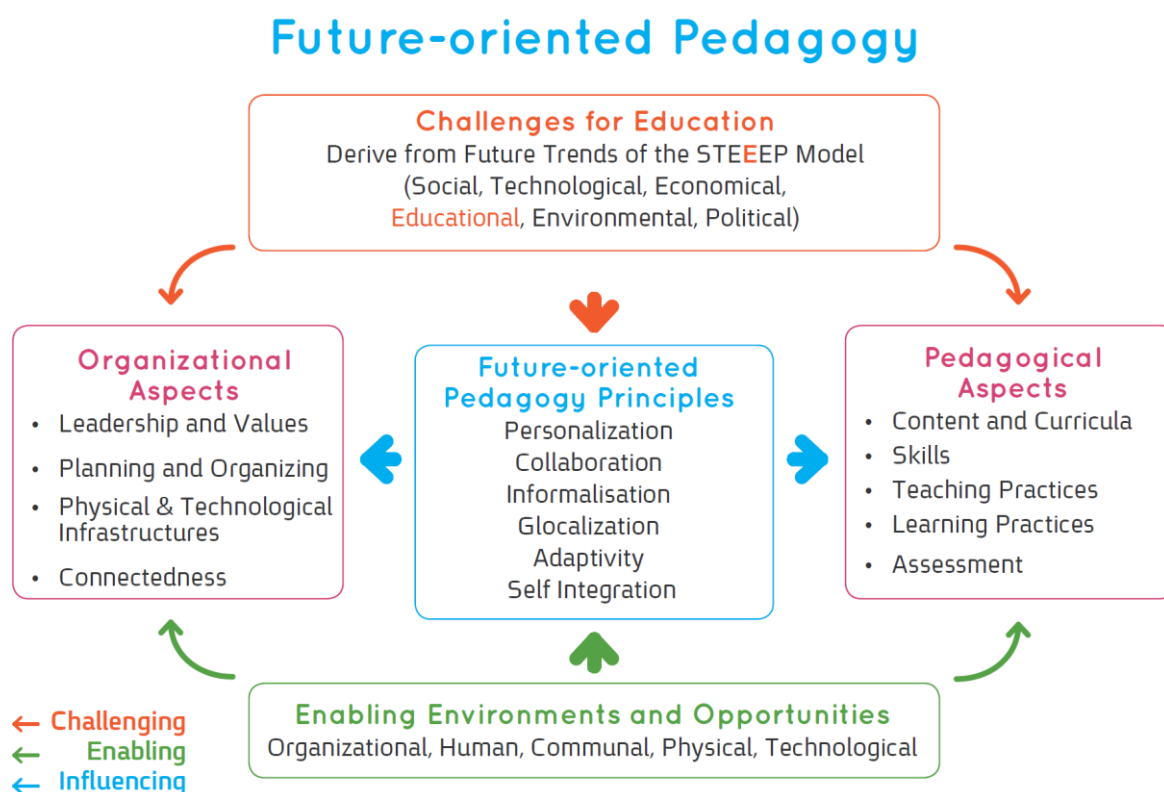 Future-oriented Pedagogy
Challenges for Education
Derive from Future Trends of the STEEEP Model
(Social, Technological, Economical,
Educational, Environmental, Political)
Organizational
Aspects
• Leadership and Values
• Planning and Organizing
• Physical & Technological
Infrastructures
• Connectedness
Future-oriented
Pedagogy Principles
Personalization
Collaboration
Informalisation
Glocalization
Adaptivity
Self Integration
Pedagogical
Aspects
• Content and Curricula
• Skills
• Teaching Practices
• Learning Practices
• Assessment
Enabling Environments and Opportunities
Organizational, Human, Communal, Physical, Technological
← Challenging
← Enabling
← Influencing